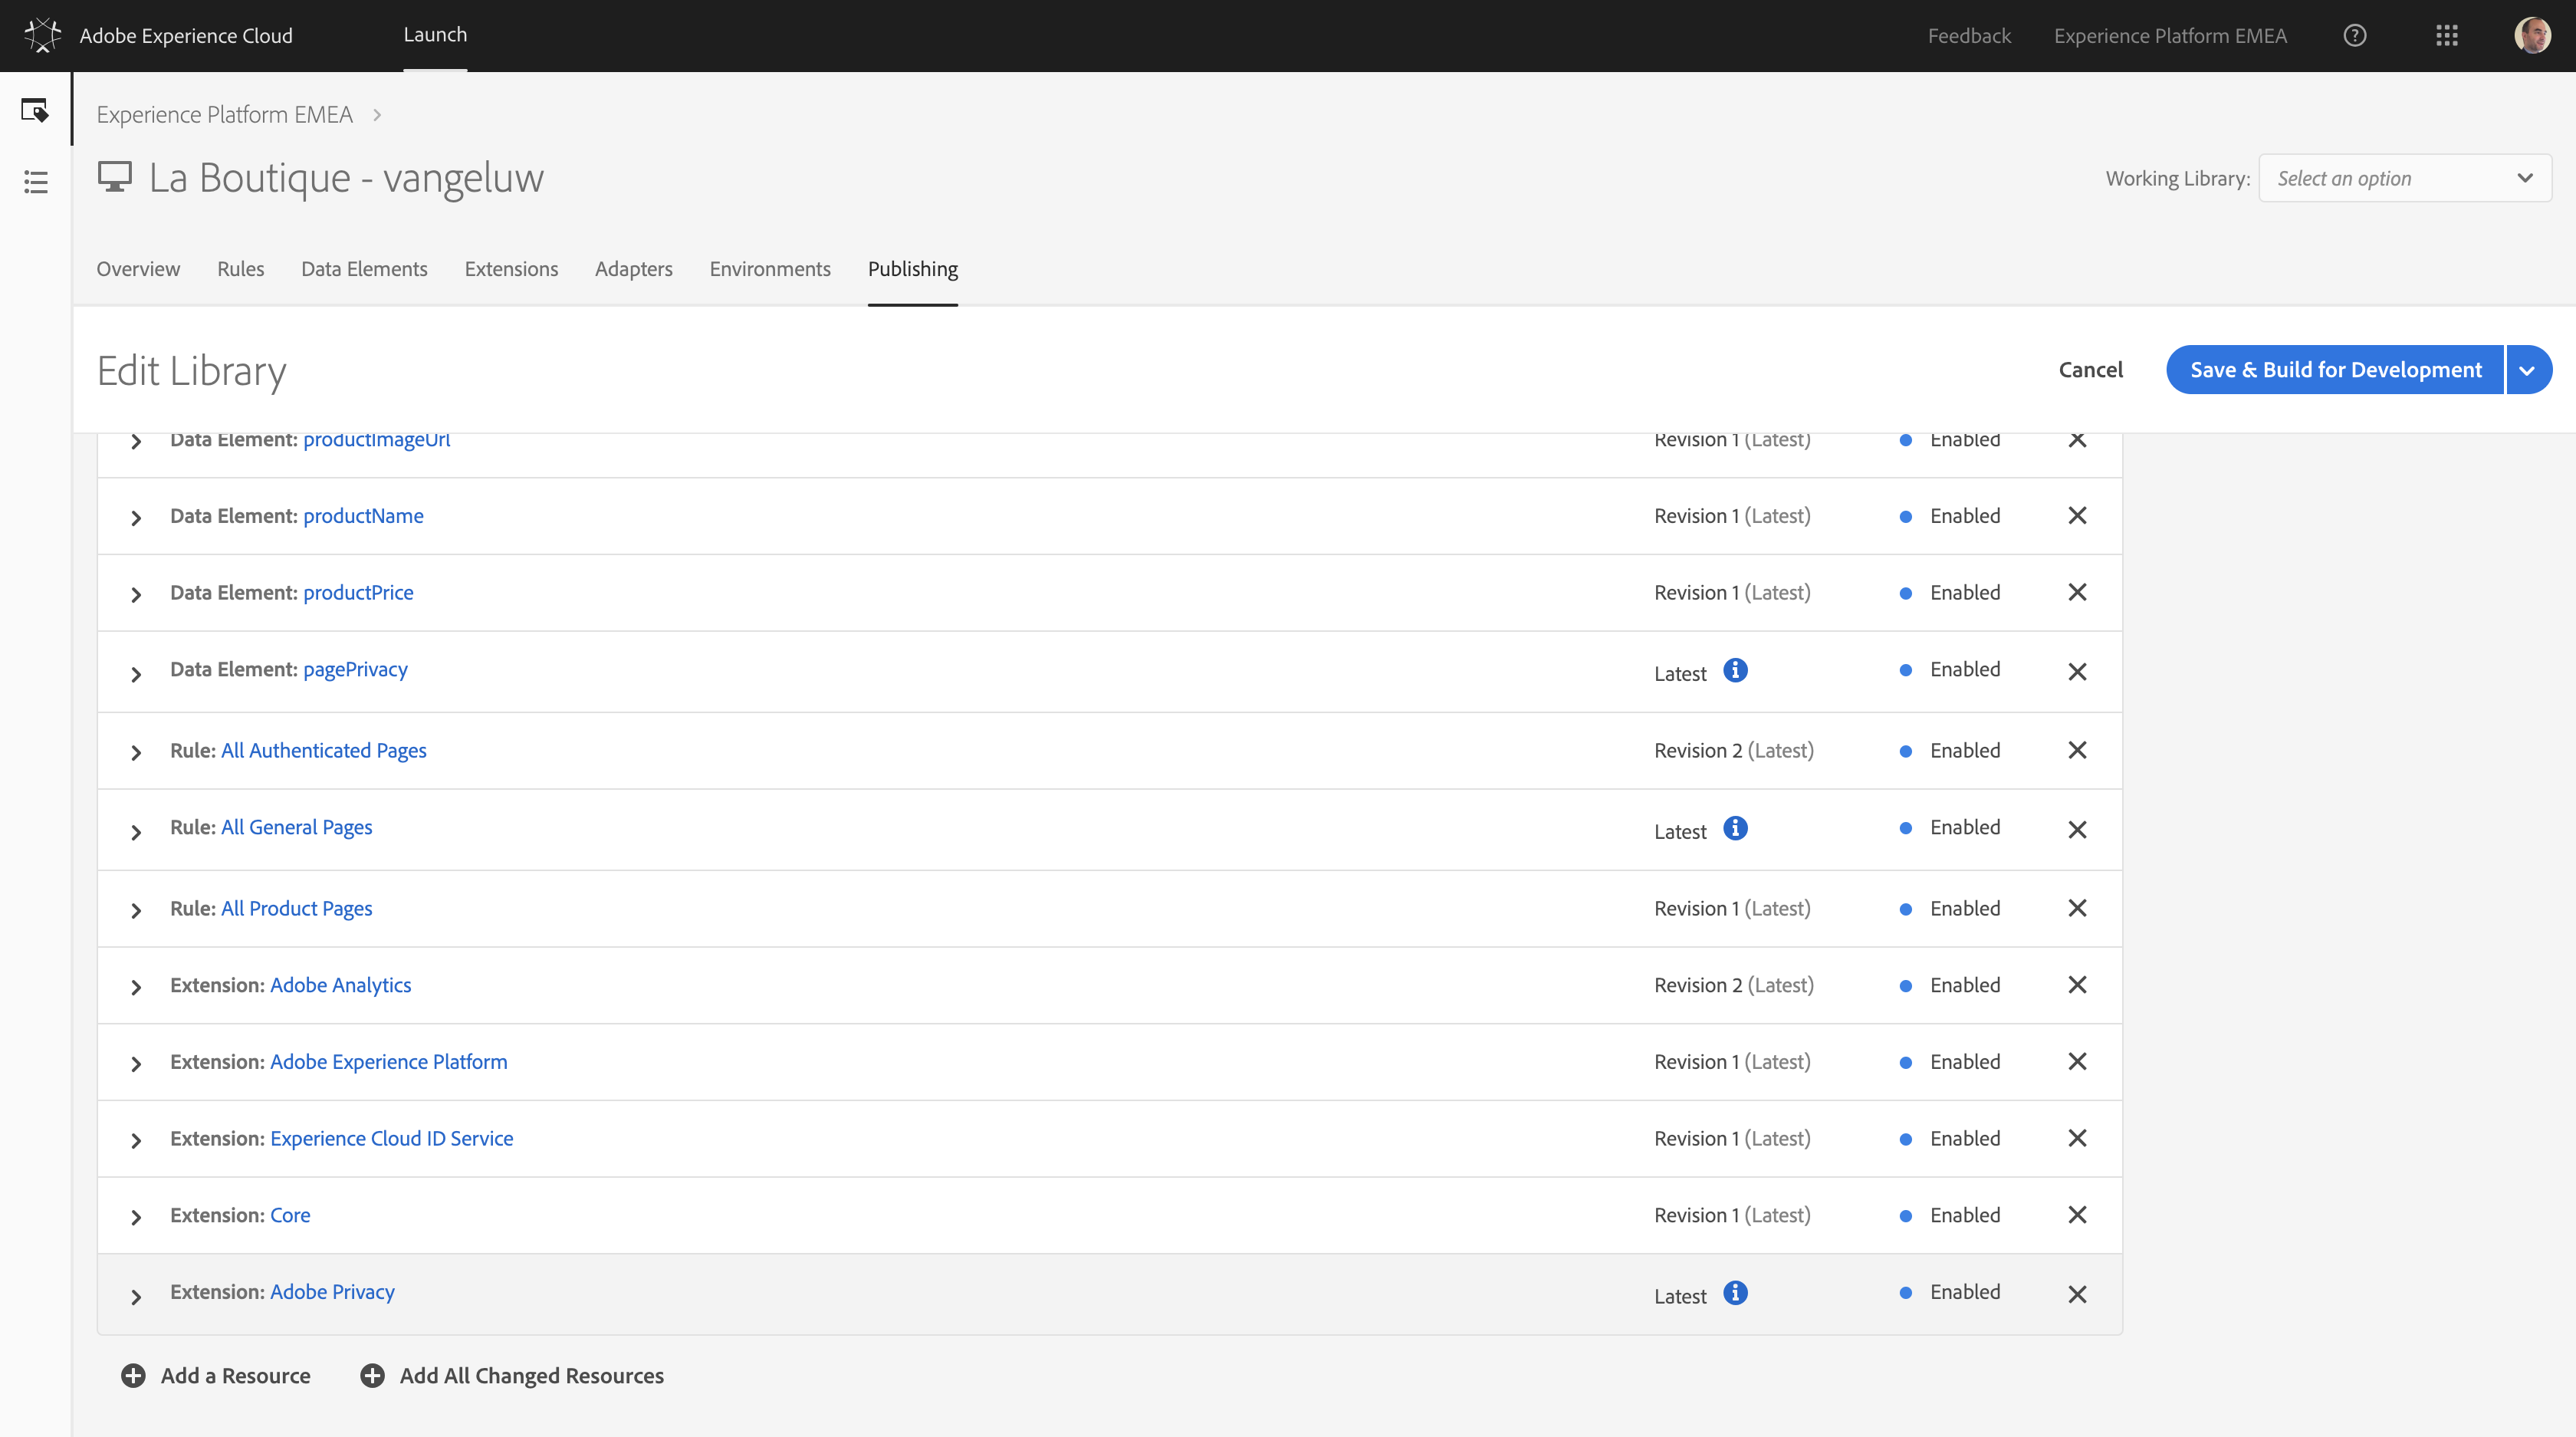 Adobe Experience Cloud Launch Feedback Experience Platform EMEA
Experience Platform EMEA
La Boutique - vangeluw Working Library: Select an option
Overview Rules Data Elements Extensions Adapters Environments Publishing
Edit Library Cancel Save & Build for Development
Data Element: productImageUrl Revision 1 (Latest) Enabled
Data Element: productName Revision 1 (Latest) Enabled
Data Element: productPrice Revision 1 (Latest) Enabled
Data Element: pagePrivacy Latest Enabled
Rule: All Authenticated Pages Revision 2 (Latest) Enabled
Rule: All General Pages Latest Enabled
Rule: All Product Pages Revision 1 (Latest) Enabled
Extension: Adobe Analytics Revision 2 (Latest) Enabled
Extension: Adobe Experience Platform Revision 1 (Latest) Enabled
Extension: Experience Cloud ID Service Revision 1 (Latest) Enabled
Extension: Core Revision 1 (Latest) Enabled
Extension: Adobe Privacy Latest Enabled
Add a Resource Add All Changed Resources